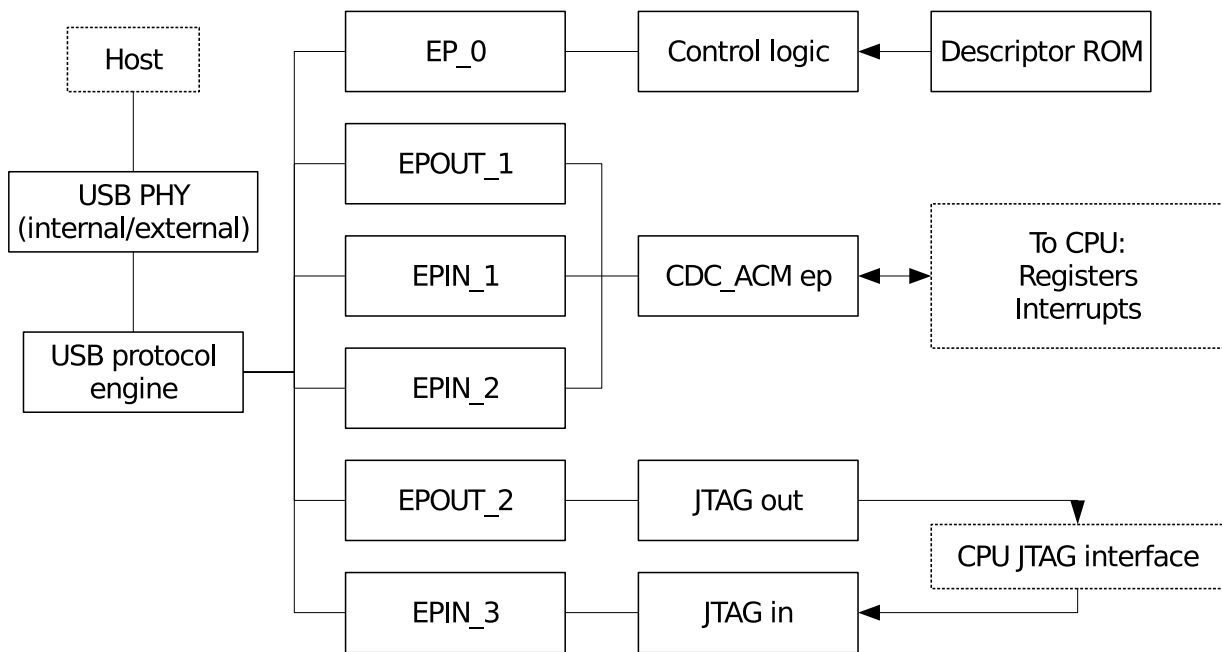 Host
EP_0
Control logic
Descriptor ROM
EPOUT_1
USB PHY
(internal/external)
EPIN_1
CDC_ACM ep
To CPU:
Registers
Interrupts
USB protocol
engine
EPIN_2
EPOUT_2
JTAG out
CPU JTAG interface
EPIN_3
JTAG in